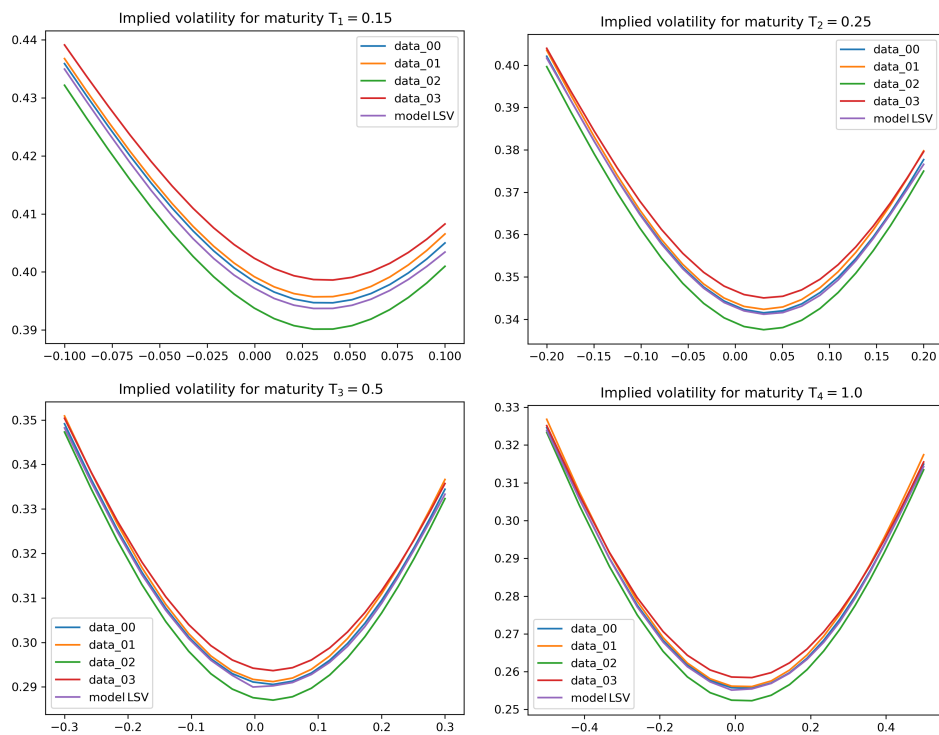 Implied volatility for maturity T₁ = 0.15
0.44
0.43
0.42
0.41
0.40
0.39
−0.100 −0.075 −0.050 −0.025 0.000 0.025 0.050 0.075 0.100
data_00
data_01
data_02
data_03
model LSV
Implied volatility for maturity T₂ = 0.25
0.40
0.39
0.38
0.37
0.36
0.35
0.34
−0.20 −0.15 −0.10 −0.05 0.00 0.05 0.10 0.15 0.20
data_00
data_01
data_02
data_03
model LSV
Implied volatility for maturity T₃ = 0.5
0.35
0.34
0.33
0.32
0.31
0.30
0.29
−0.3 −0.2 −0.1 0.0 0.1 0.2 0.3
data_00
data_01
data_02
data_03
model LSV
Implied volatility for maturity T₄ = 1.0
0.33
0.32
0.31
0.30
0.29
0.28
0.27
0.26
0.25
−0.4 −0.2 0.0 0.2 0.4
data_00
data_01
data_02
data_03
model LSV